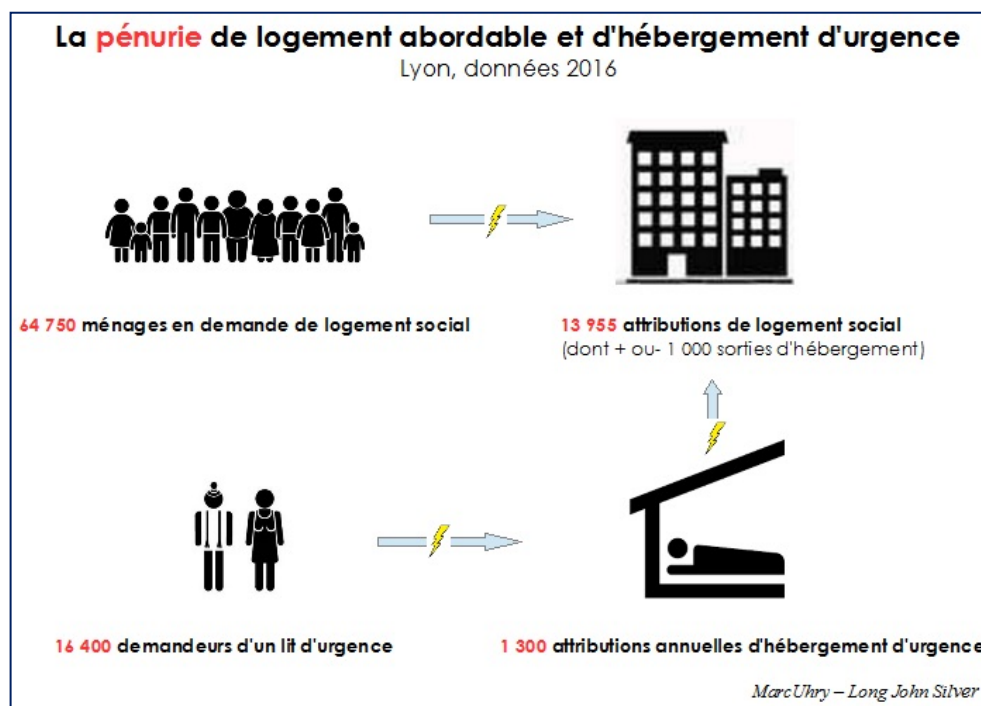 La pénurie de logement abordable et d'hébergement d'urgence
Lyon, données 2016
64 750 ménages en demande de logement social
13 955 attributions de logement social
(dont + ou- 1 000 sorties d'hébergement)
16 400 demandeurs d'un lit d'urgence
1 300 attributions annuelles d'hébergement d'urgence
Marc Uhry – Long John Silver